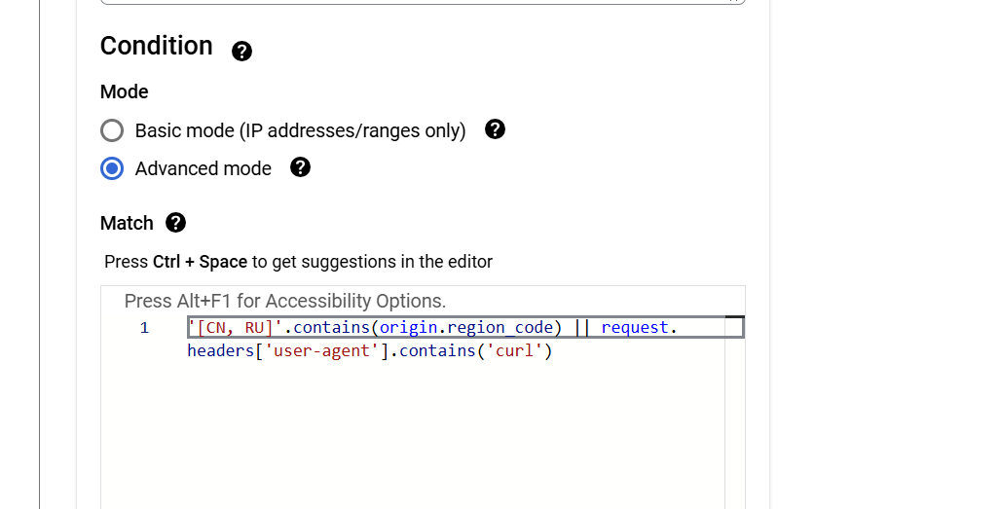 Condition ?
Mode
Basic mode (IP addresses/ranges only) ?
Advanced mode ?
Match ?
Press Ctrl + Space to get suggestions in the editor
Press Alt+F1 for Accessibility Options.
1 '[CN, RU]'.contains(origin.region_code) || request.
headers['user-agent'].contains('curl')